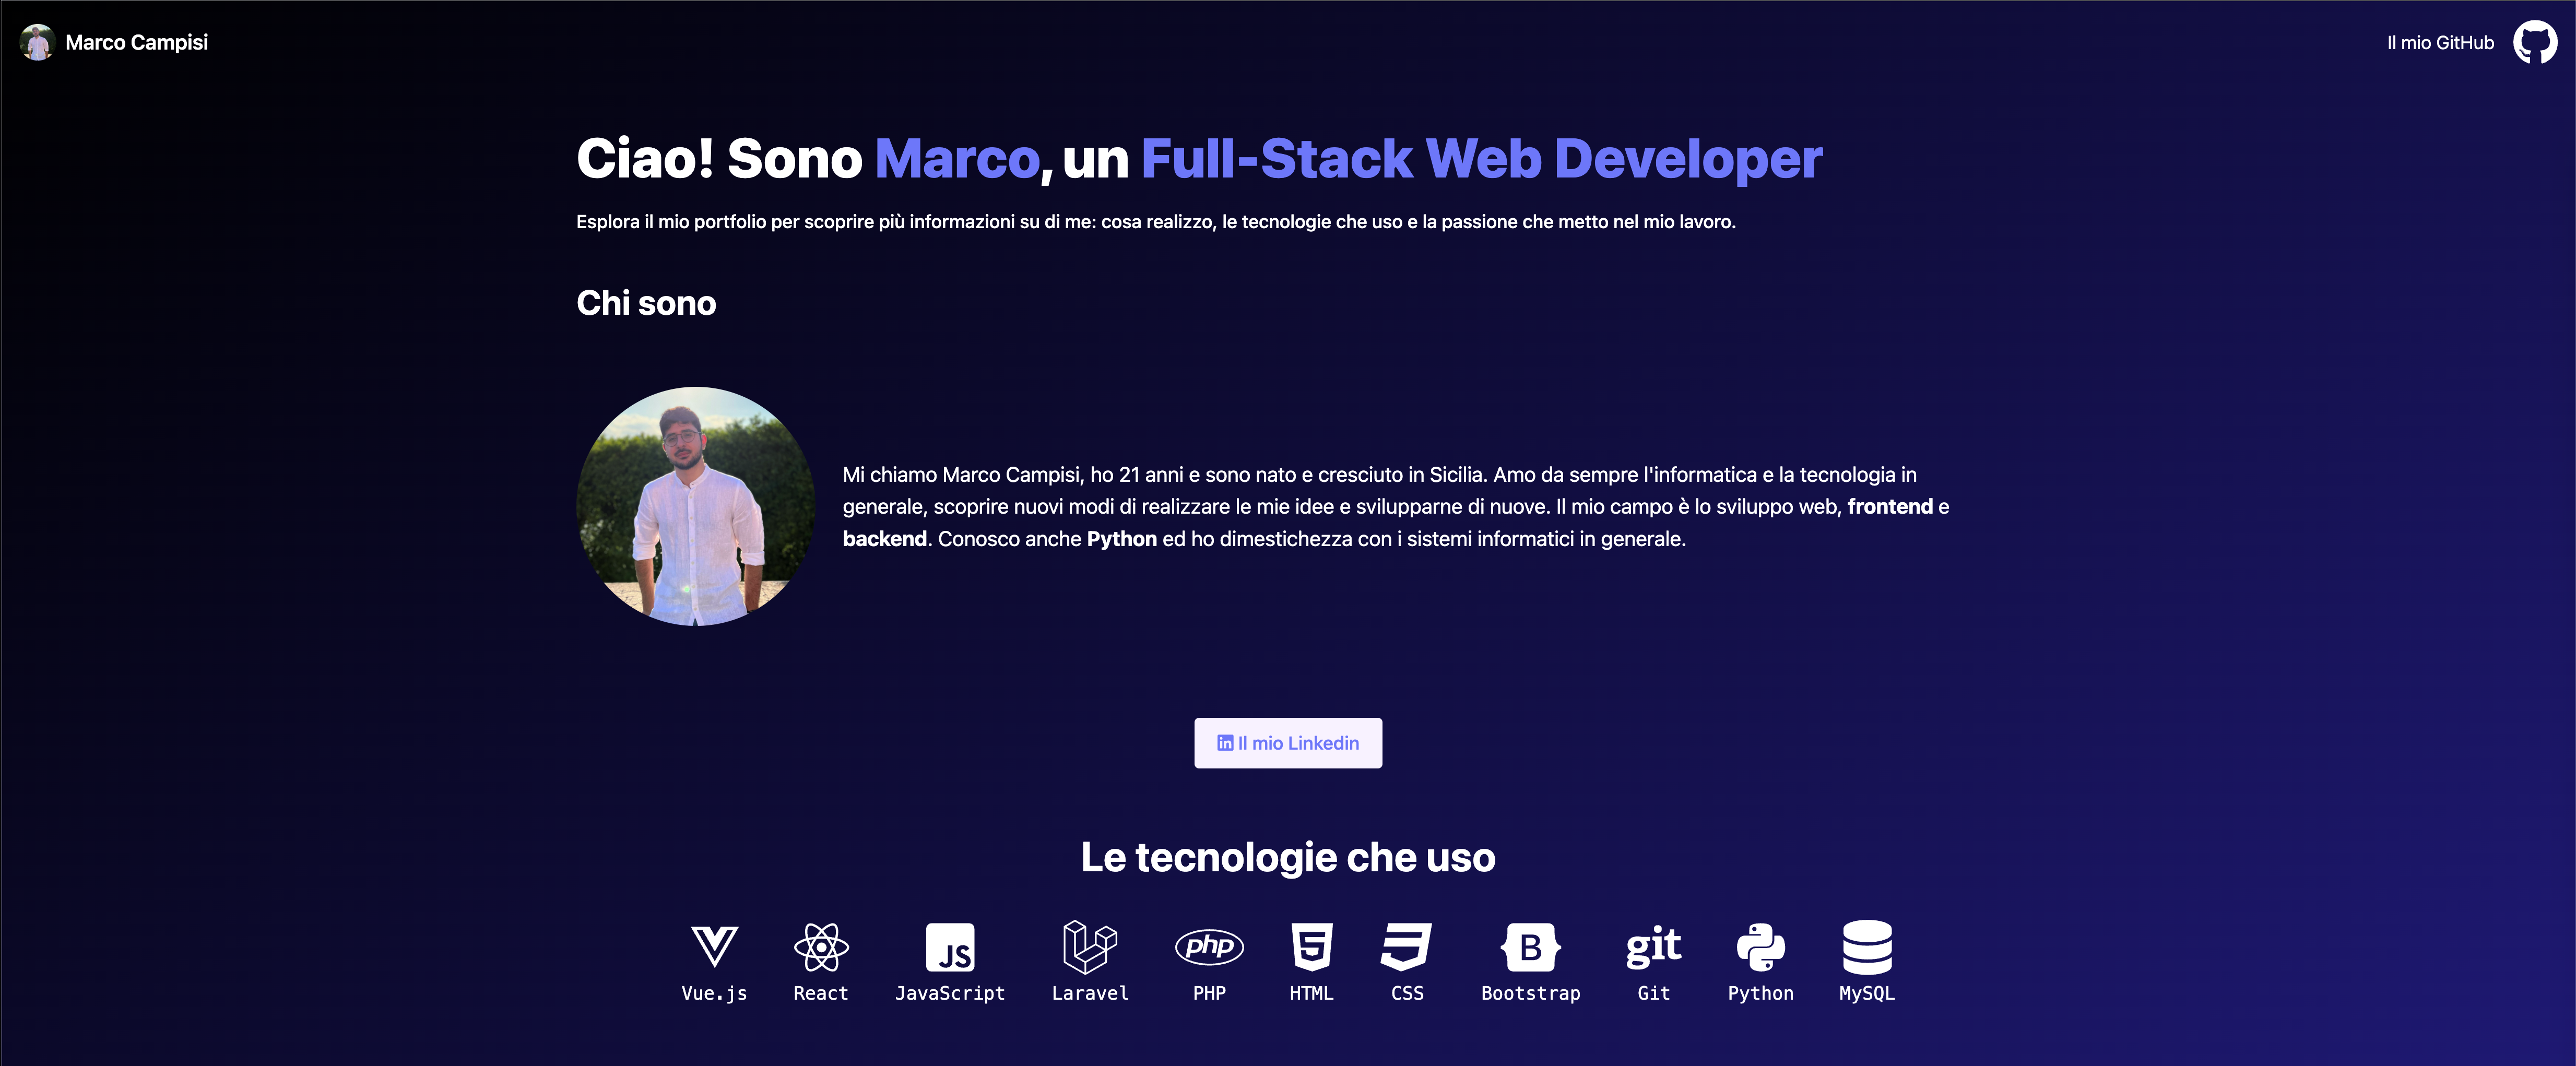 Marco Campisi
Il mio GitHub
Ciao! Sono Marco, un Full-Stack Web Developer
Esplora il mio portfolio per scoprire più informazioni su di me: cosa realizzo, le tecnologie che uso e la passione che metto nel mio lavoro.
Chi sono
Mi chiamo Marco Campisi, ho 21 anni e sono nato e cresciuto in Sicilia. Amo da sempre l'informatica e la tecnologia in
generale, scoprire nuovi modi di realizzare le mie idee e svilupparne di nuove. Il mio campo è lo sviluppo web, frontend e
backend. Conosco anche Python ed ho dimestichezza con i sistemi informatici in generale.
in Il mio Linkedin
Le tecnologie che uso
JS php 5 B git
Vue.js React JavaScript Laravel PHP HTML CSS Bootstrap Git Python MySQL